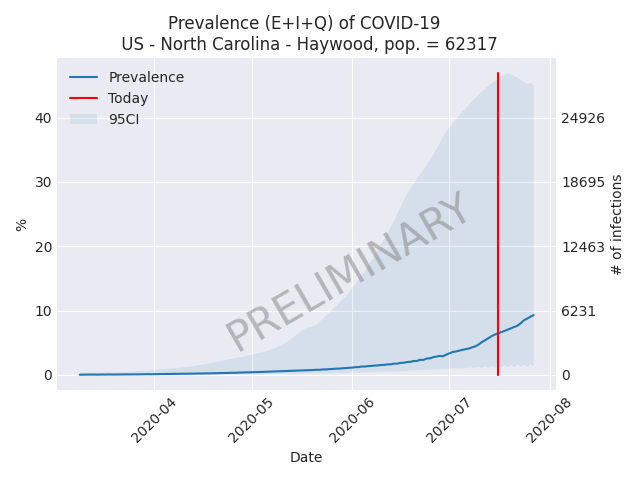 Prevalence (E+I+Q) of COVID-19
US - North Carolina - Haywood, pop. = 62317
Prevalence
Today
95CI
%
40
30
20
10
0
24926
18695
12463
6231
0
# of infections
PRELIMINARY
2020-04
2020-05
2020-06
2020-07
2020-08
Date